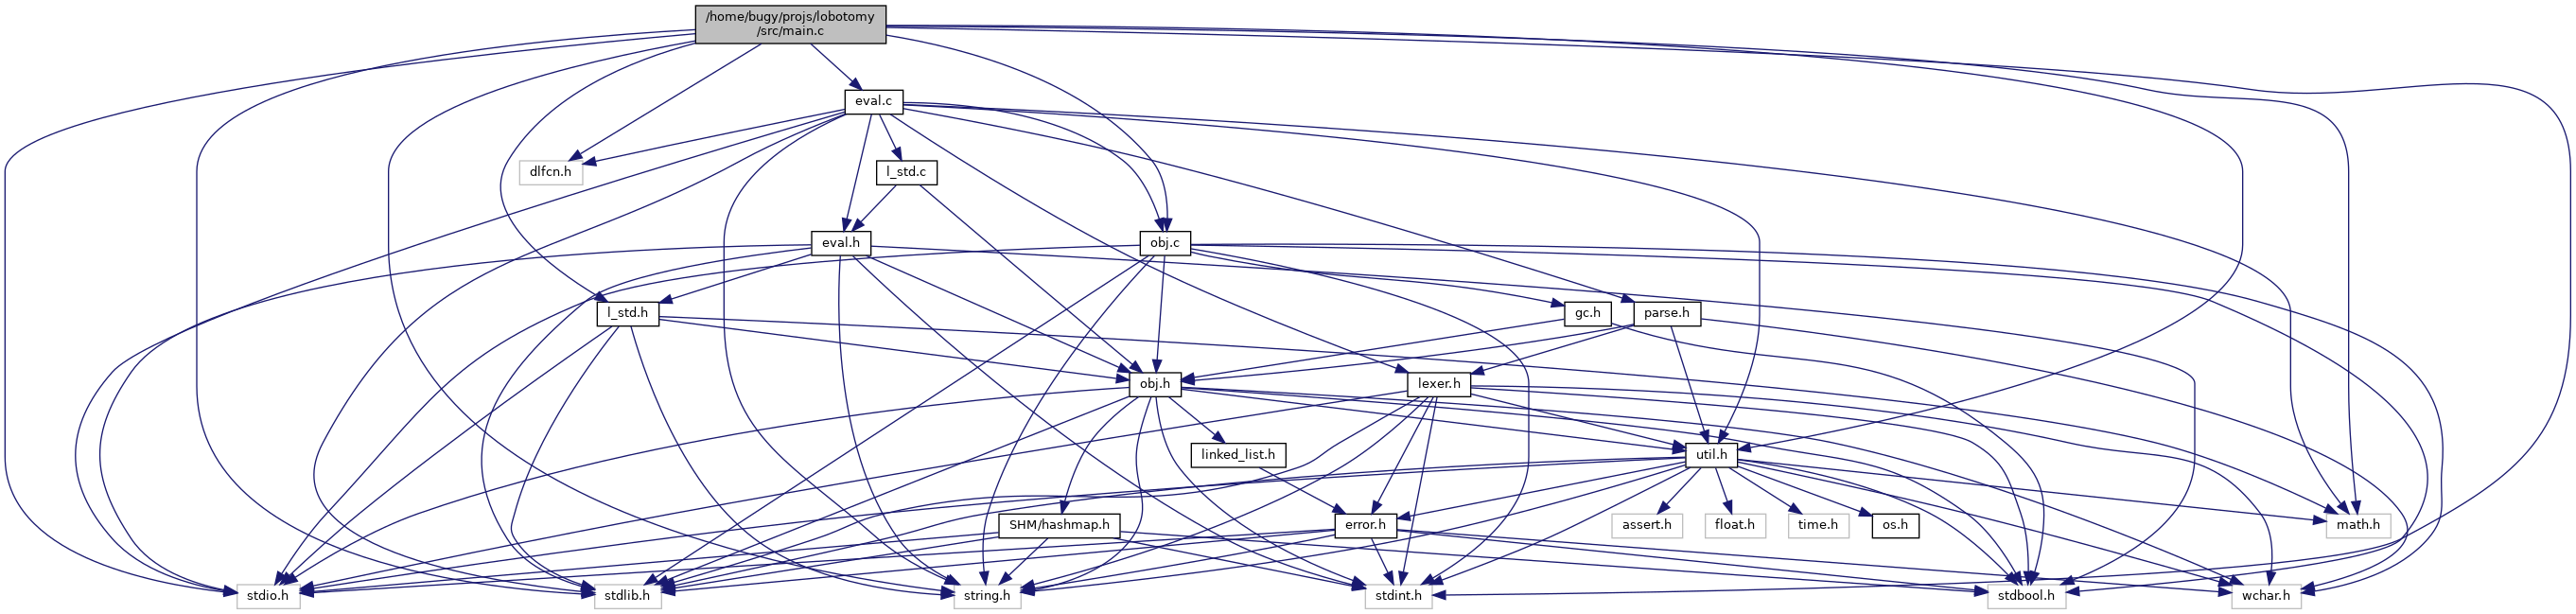 /home/bugy/projs/lobotomy
/src/main.c
eval.c
dlfcn.h
l_std.c
eval.h
obj.c
l_std.h
gc.h
parse.h
obj.h
lexer.h
linked_list.h
util.h
SHM/hashmap.h
error.h
assert.h
float.h
time.h
os.h
math.h
stdio.h
stdlib.h
string.h
stdint.h
stdbool.h
wchar.h